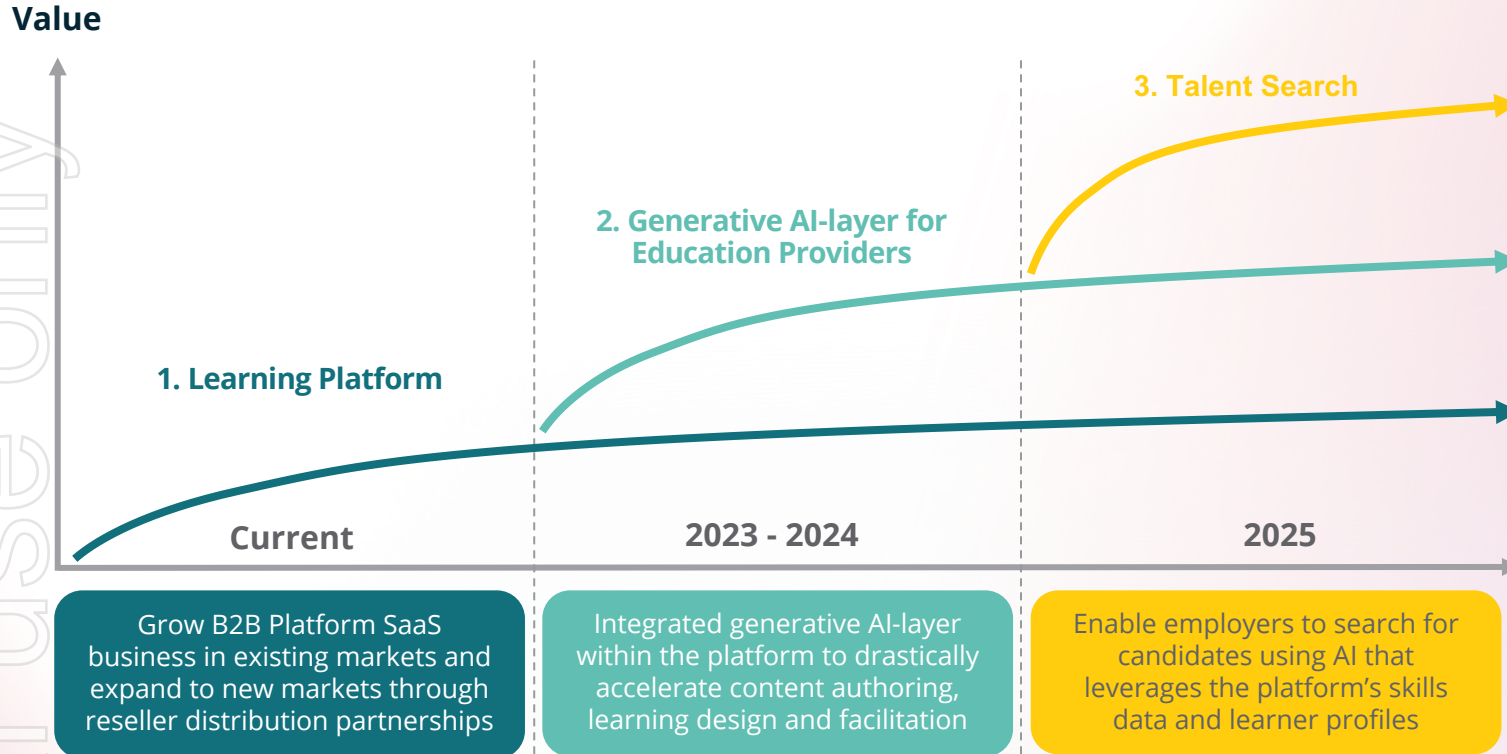 Value
3. Talent Search
2. Generative AI-layer for
Education Providers
1. Learning Platform
Current
2023 - 2024
2025
Grow B2B Platform SaaS
business in existing markets and
expand to new markets through
reseller distribution partnerships
Integrated generative AI-layer
within the platform to drastically
accelerate content authoring,
learning design and facilitation
Enable employers to search for
candidates using AI that
leverages the platform's skills
data and learner profiles
use only